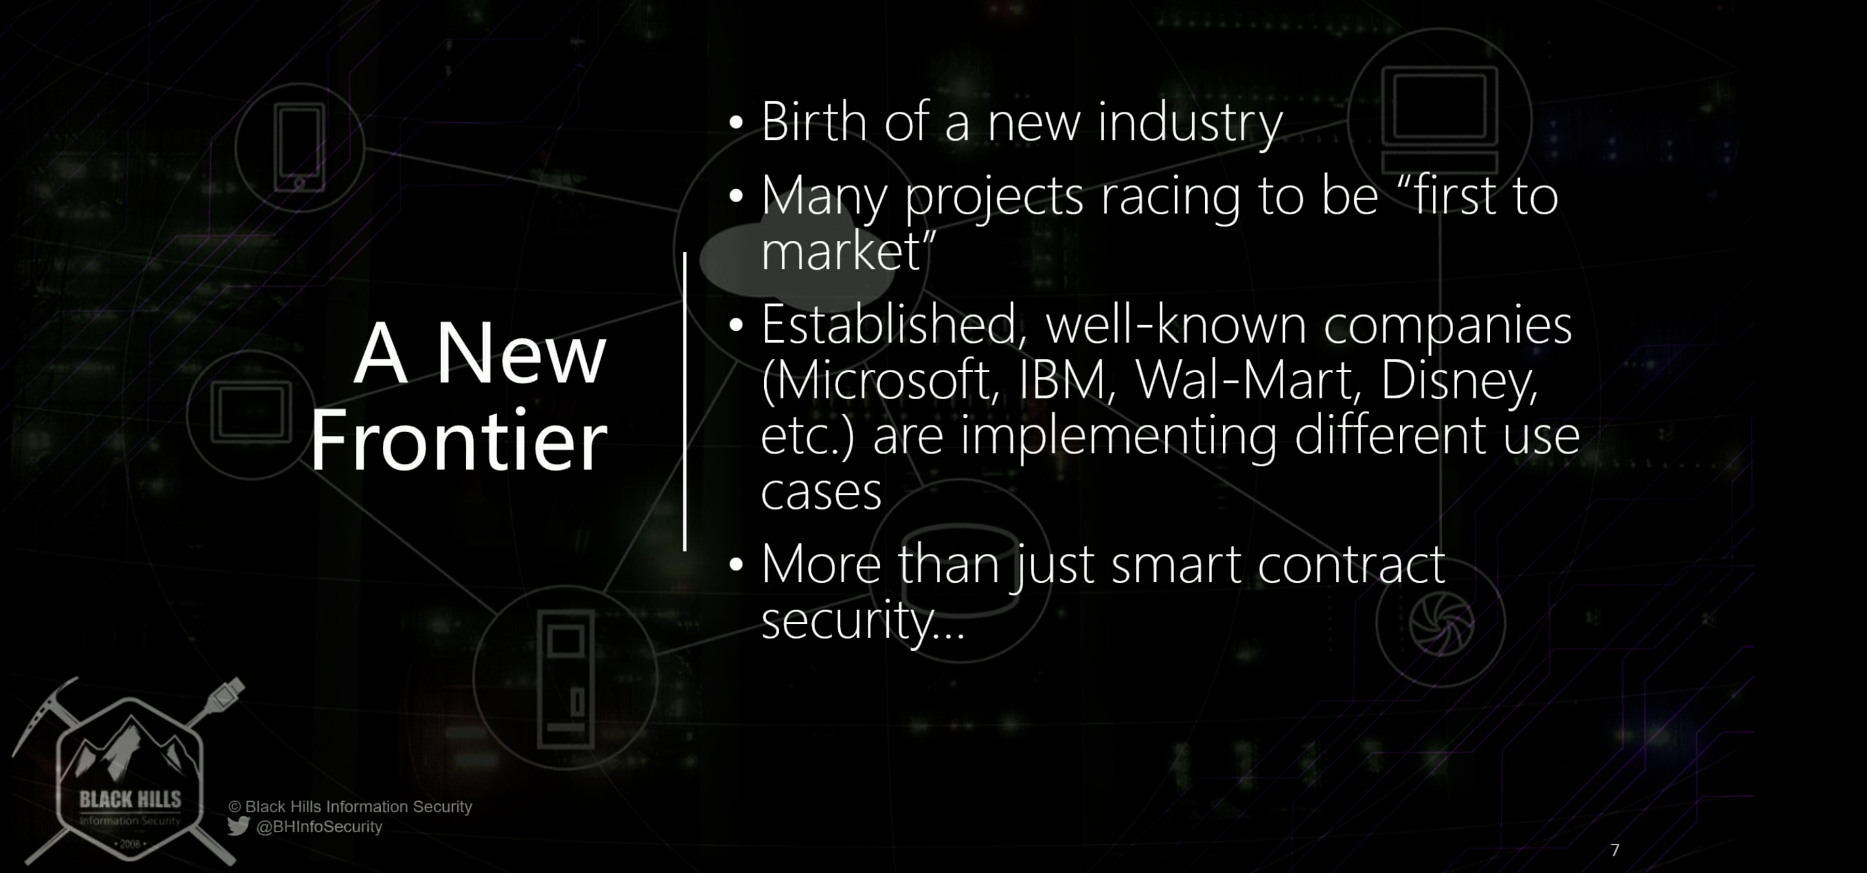 A New
Frontier
• Birth of a new industry
• Many projects racing to be “first to
market”
• Established, well-known companies
(Microsoft, IBM, Wal-Mart, Disney,
etc.) are implementing different use
cases
• More than just smart contract
security...
BLACK HILLS
Information Security
• 2008 •
© Black Hills Information Security
@BHInfoSecurity
7